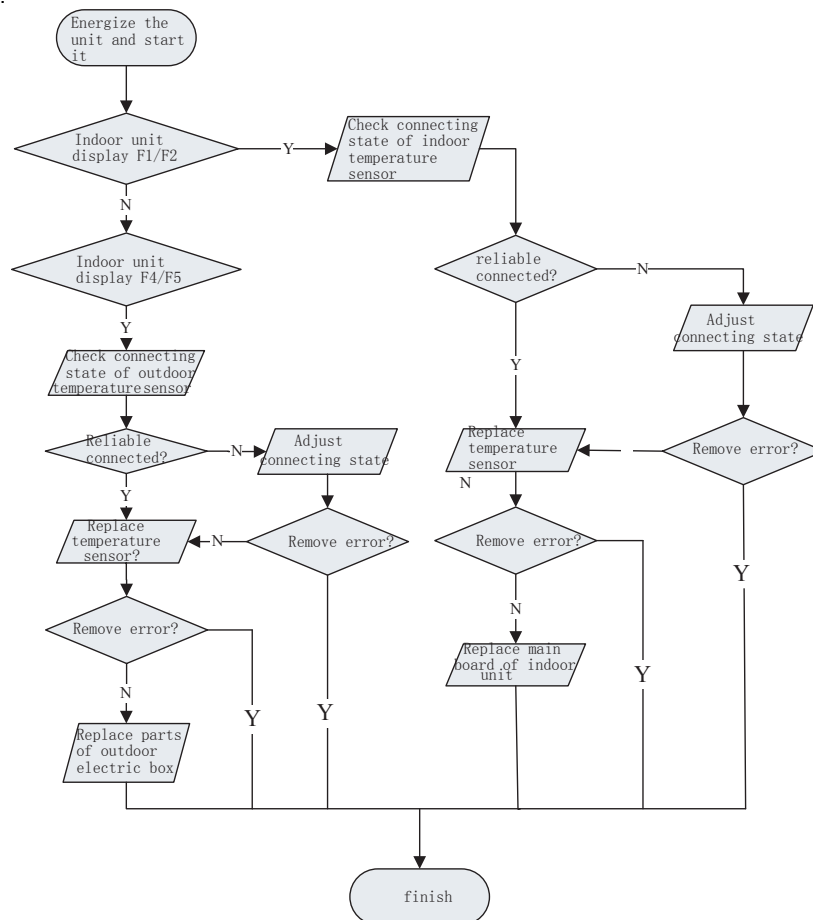 Energize the
unit and start
it
Indoor unit
display F1/F2
Y
Check connecting
state of indoor
temperature
sensor
N
Indoor unit
display F4/F5
reliable
connected?
N
Adjust
connecting state
Y
Check connecting
state of outdoor
temperature sensor
Y
Reliable
connected?
N
Adjust
connecting state
Replace
temperature
sensor
Remove error?
N
Y
Replace
temperature
sensor?
N
Remove error?
Remove error?
Y
Remove error?
N
Replace main
board of indoor
unit
Y
N
Y
Y
Replace parts
of outdoor
electric box
finish